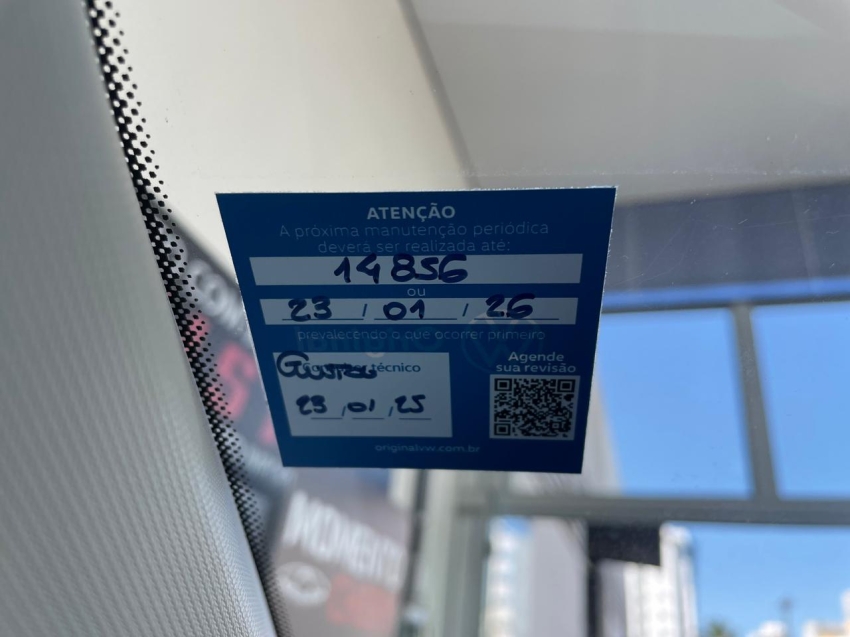 ATENÇÃO
A próxima manutenção periódica
deverá ser realizada até:
14856
ou
23 / 01 / 26
prevalecendo o que ocorrer primeiro
técnico
Agende
sua revisão
23 / 01 / 25
originalvw.com.br
MOMENTO